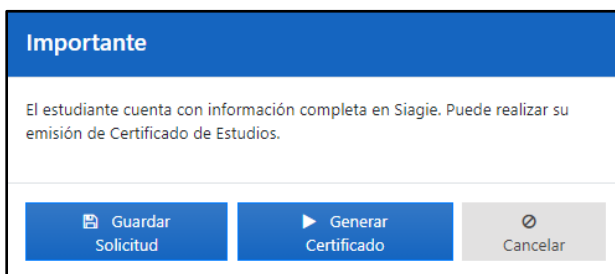 Importante
El estudiante cuenta con información completa en Siagie. Puede realizar su
emisión de Certificado de Estudios.
Guardar
Solicitud
Generar
Certificado
Cancelar